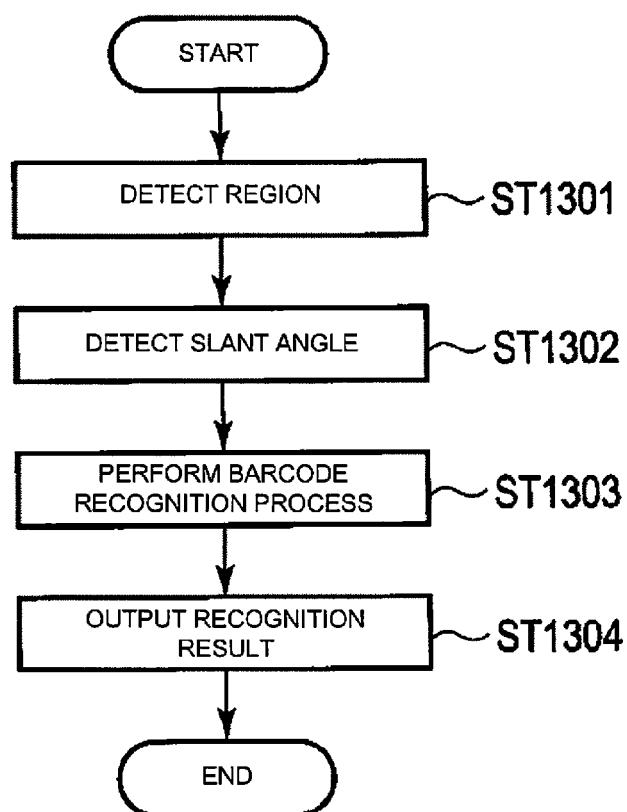 START
DETECT REGION
ST1301
DETECT SLANT ANGLE
ST1302
PERFORM BARCODE
RECOGNITION PROCESS
ST1303
OUTPUT RECOGNITION
RESULT
ST1304
END